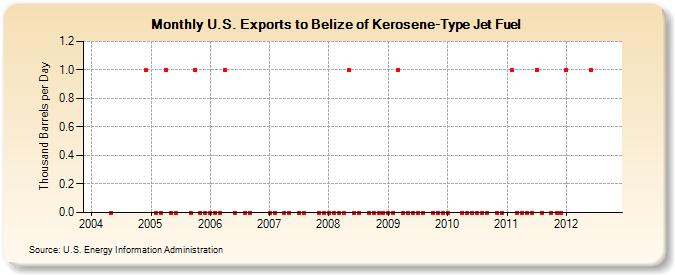 Monthly U.S. Exports to Belize of Kerosene-Type Jet Fuel
Thousand Barrels per Day
1.2
1.0
0.8
0.6
0.4
0.2
0.0
2004 2005 2006 2007 2008 2009 2010 2011 2012
Source: U.S. Energy Information Administration